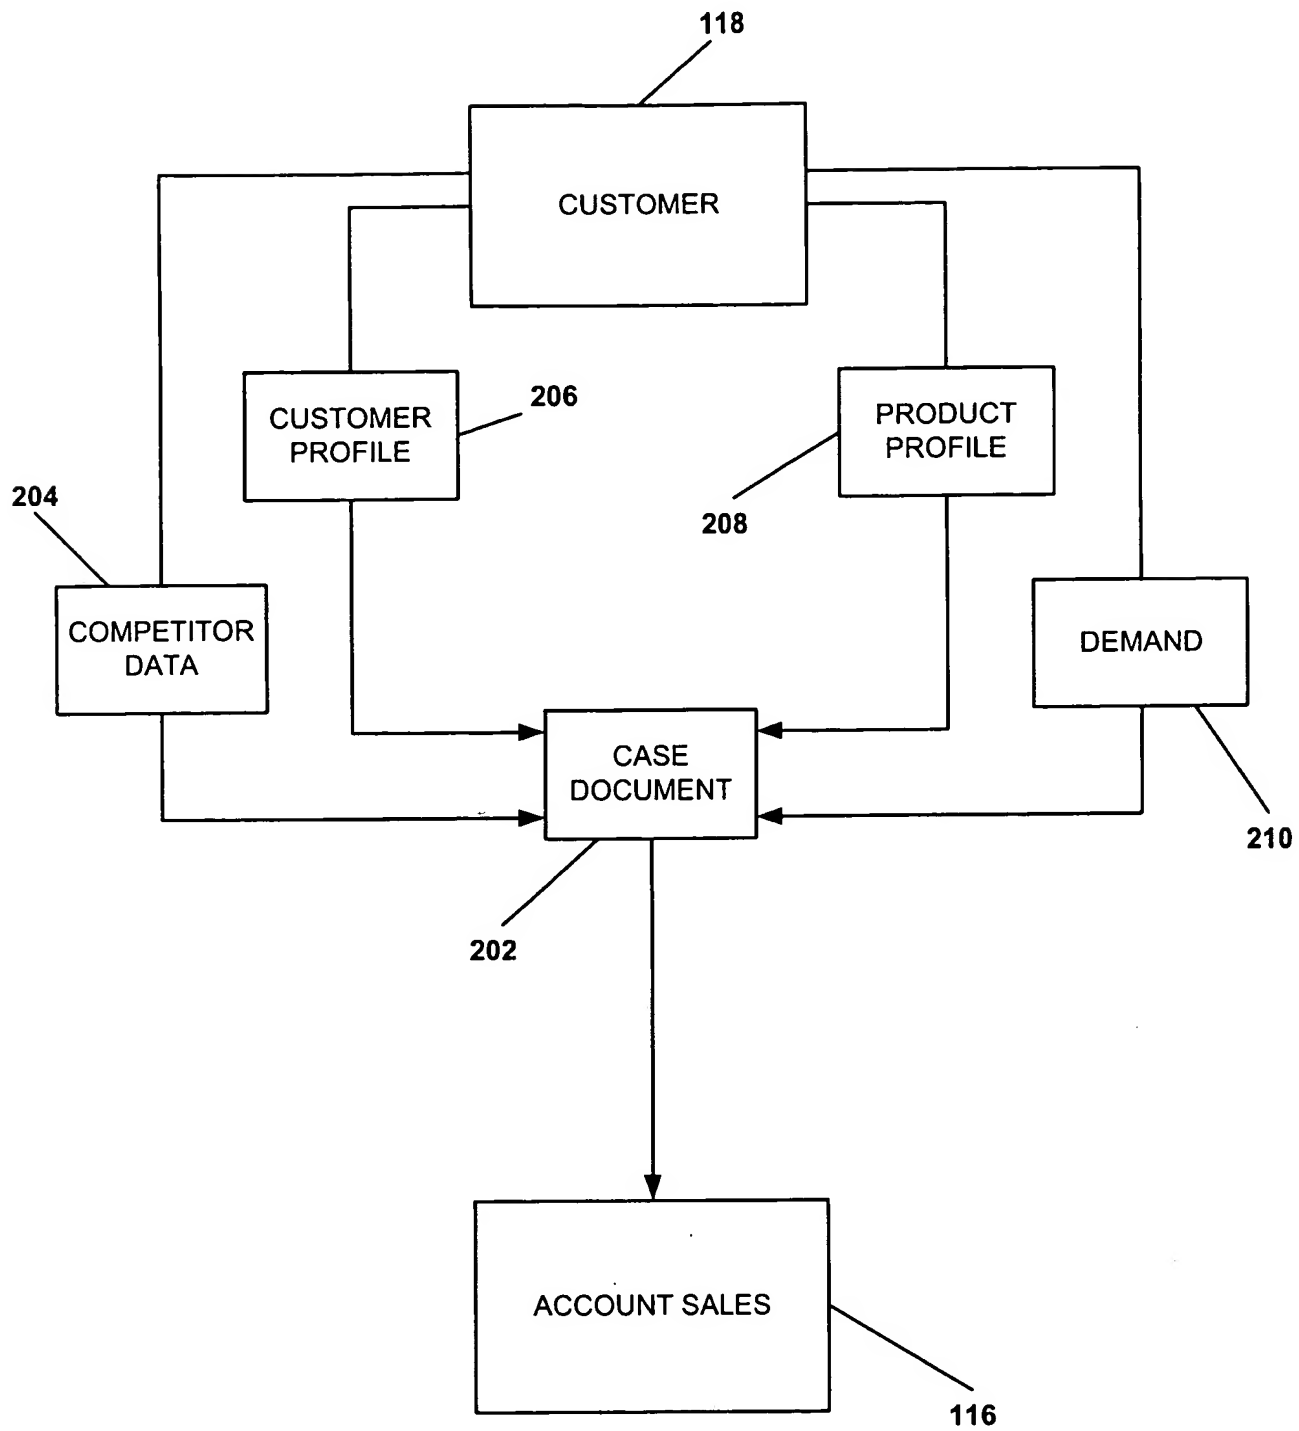 118
CUSTOMER
206
CUSTOMER
PROFILE
PRODUCT
PROFILE
208
204
COMPETITOR
DATA
DEMAND
CASE
DOCUMENT
210
202
ACCOUNT SALES
116